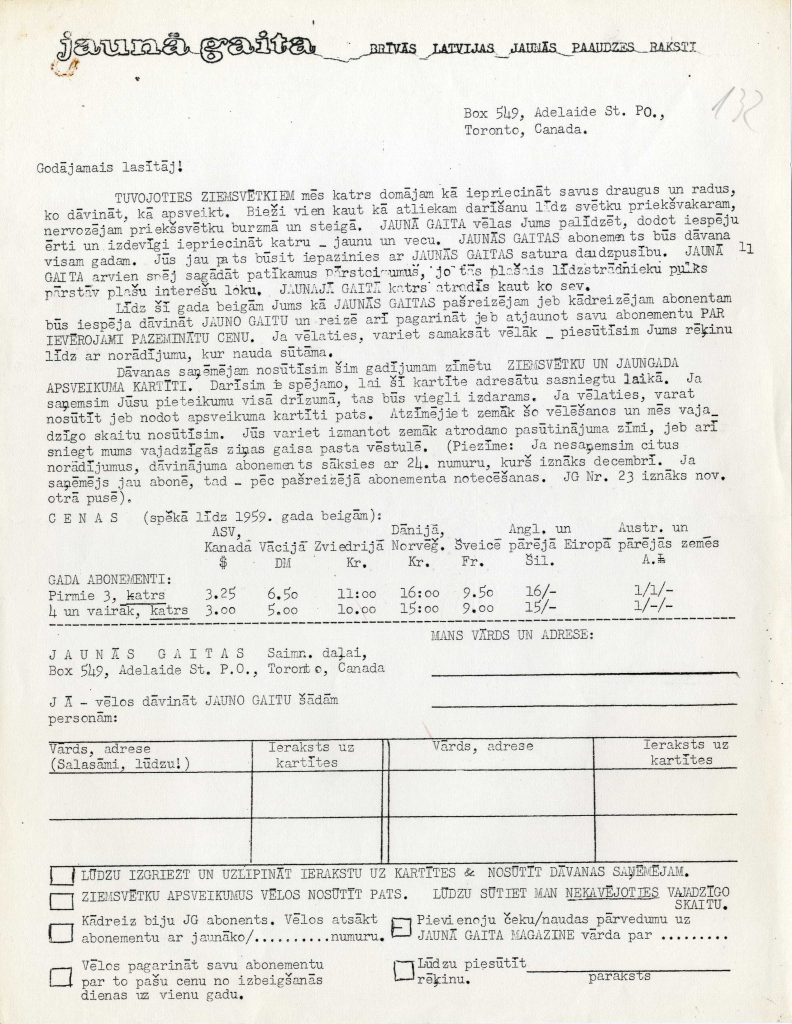 jaunā gaita BRĪVĀS LATVIJAS JAUNĀS PAAUDZES RAKSTI
132
Box 549, Adelaide St. PO.,
Toronto, Canada.
Godājamais lasītāj!
TUVOJOTIES ZIEMSVĒTKIEM mēs katrs domājam kā iepriecināt savus draugus un radus,
ko dāvināt, kā apsveikt. Bieži vien kaut kā atliekam darīšanu līdz svētku priekšvakaram,
nervozējam priekšsvētku burzmā un steigā. JAUNĀ GAITA vēlas Jums palīdzēt, dodot iespēju
ērti un izdevīgi iepriecināt katru _ jaunu un vecu. JAUNĀS GAITAS abonements būs dāvana
visam gadam. Jūs jau pats būsit iepazinies ar JAUNĀS GAITAS satura daudzpusību. JAUNĀ
GAITA arvien spēj sagādāt patīkamus pārsteigumus, jo tās plašais līdzstrādnieku pulks
pārstāv plašu interešu loku. JAUNAJĀ GAITĀ katrs atradīs kaut ko sev.
Līdz šī gada beigām Jums kā JAUNĀS GAITAS pašreizējam jeb kādreizējam abonentam
būs iespēja dāvināt JAUNO GAITU un reizē arī pagarināt jeb atjaunot savu abonementu PAR
IEVĒROJAMI PAZEMINĀTU CENU. Ja vēlaties, variet samaksāt vēlāk _ piesūtīsim Jums rēķinu
līdz ar norādījumu, kur nauda sūtāma.
Dāvanas saņēmējam nosūtīsim šim gadījumam zīmētu ZIEMSVĒTKU UN JAUNGADA
APSVEIKUMA KARTĪTI. Darīsim iespējamo, lai šī kartīte adresātu sasniegtu laikā. Ja
saņemsim Jūsu pieteikumu visā drīzumā, tas būs viegli izdarams. Ja vēlaties, varat
nosūtīt jeb nodot apsveikuma kartīti pats. Atzīmējiet zemāk šo vēlēšanos un mēs vaja_
dzīgo skaitu nosūtīsim. Jūs variet izmantot zemāk atrodamo pasūtinājuma zīmi, jeb arī
sniegt mums vajadzīgās ziņas gaisa pasta vēstulē. (Piezīme: Ja nesaņemsim citus
norādījumus, dāvinājuma abonements sāksies ar 24. numuru, kurš iznāks decembrī. Ja
saņēmējs jau abonē, tad _ pēc pašreizējā abonementa notecēšanas. JG Nr. 23 iznāks nov.
otrā pusē).
C E N A S (spēkā līdz 1959. gada beigām):
ASV, Dānijā, Angl. un Austr. un
Kanadā Vācijā Zviedrijā Norvēģ. Šveicē pārējā Eiropā pārējās zemēs
$ DM Kr. Kr. Fr. Šil. A.£
GADA ABONEMENTI:
Pirmie 3, katrs 3.25 6.50 11:00 16:00 9.50 16/- 1/1/-
4 un vairāk, katrs 3.00 5.00 10.00 15:00 9.00 15/- 1/-/-
MANS VĀRDS UN ADRESE:
J A U N Ā S G A I T A S Saimn. daļai,
Box 549, Adelaide St. P.O., Toronto, Canada
J Ā - vēlos dāvināt JAUNO GAITU šādām
personām:
Vārds, adrese Ieraksts uz Vārds, adrese Ieraksts uz
(Salasāmi, lūdzu!) kartītes kartītes
LŪDZU IZGRIEZT UN UZLIPINĀT IERAKSTU UZ KARTĪTES & NOSŪTĪT DĀVANAS SAŅĒMĒJAM.
ZIEMSVĒTKU APSVEIKUMUS VĒLOS NOSŪTĪT PATS. LŪDZU SŪTIET MAN NEKAVĒJOTIES VAJADZĪGO
SKAITU.
Kādreiz biju JG abonents. Vēlos atsākt
abonementu ar jaunāko/..........numuru.
Pievienoju čeku/naudas pārvedumu uz
JAUNĀ GAITA MAGAZINE vārda par .........
Vēlos pagarināt savu abonementu
par to pašu cenu no izbeigšanās
dienas uz vienu gadu.
Lūdzu piesūtīt
rēķinu. paraksts